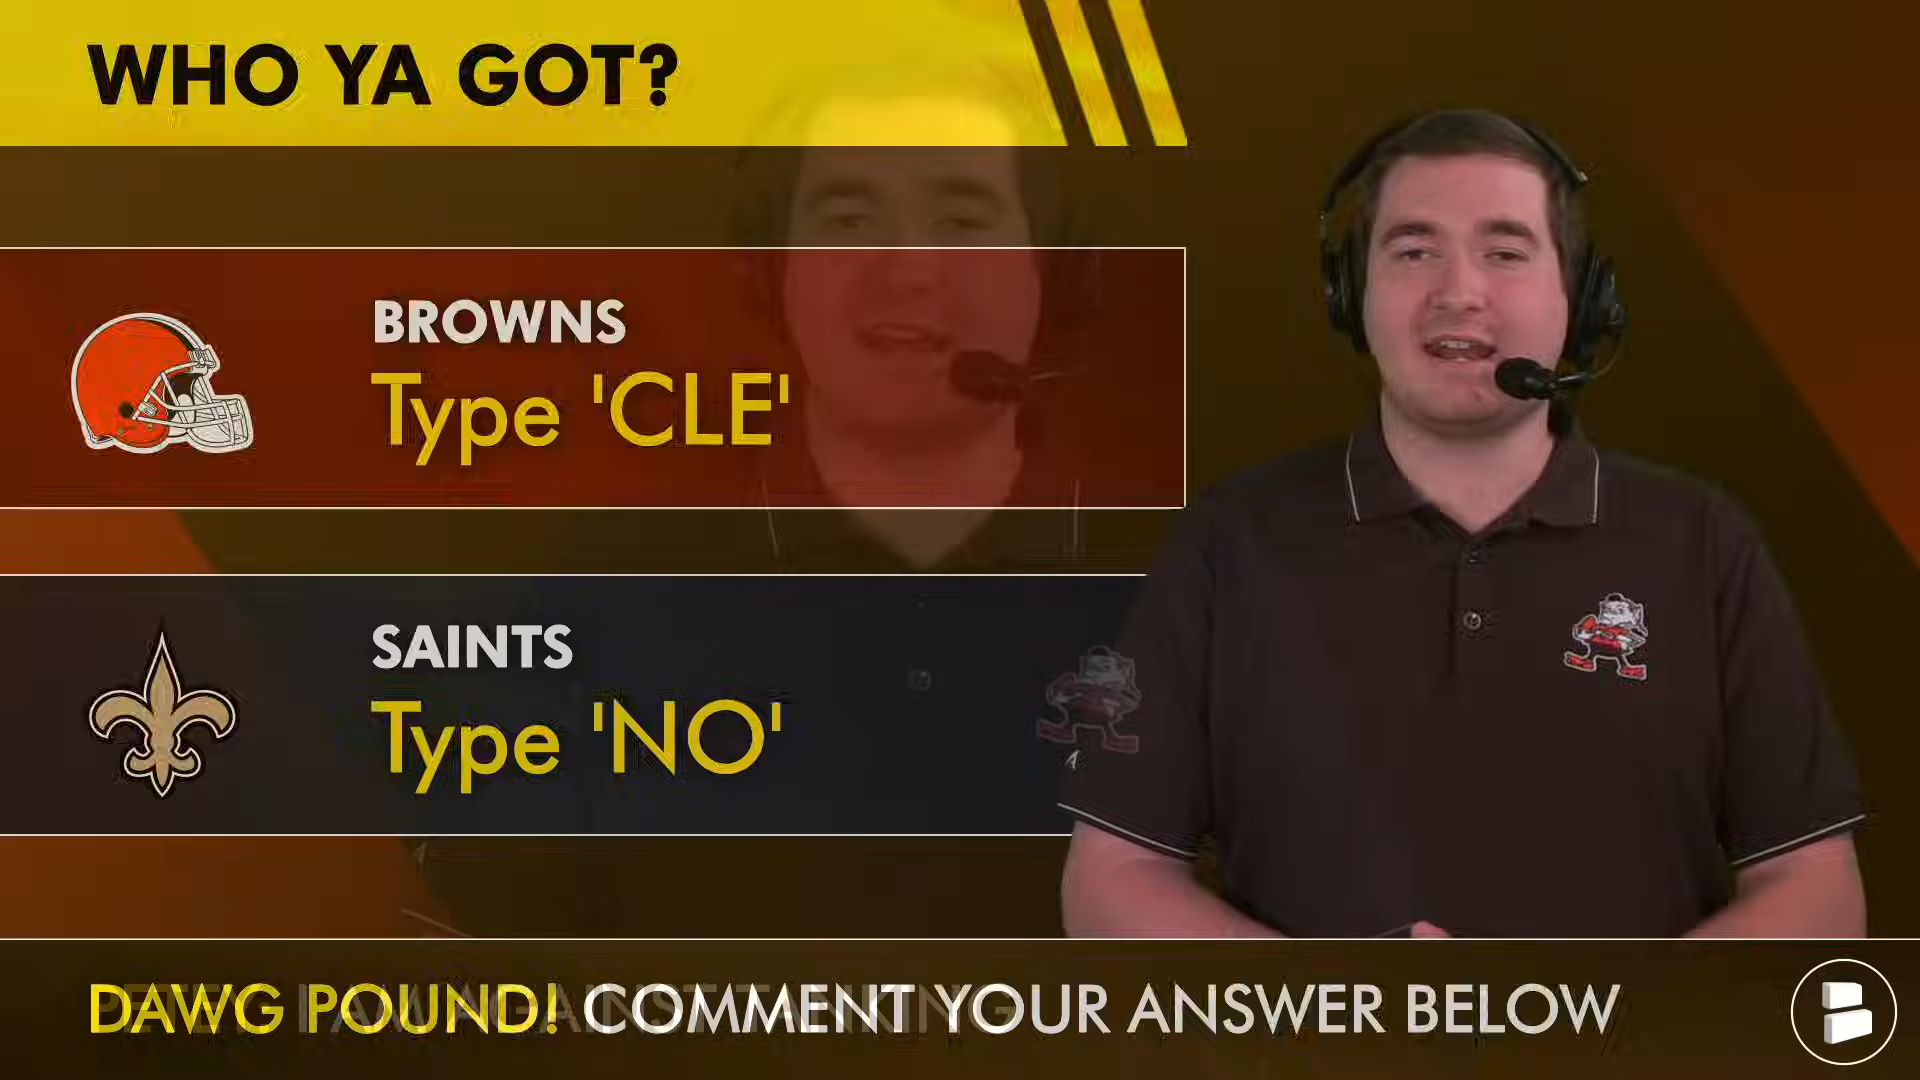 WHO YA GOT?
BROWNS
Type 'CLE'
SAINTS
Type 'NO'
DAWG POUND! COMMENT YOUR ANSWER BELOW